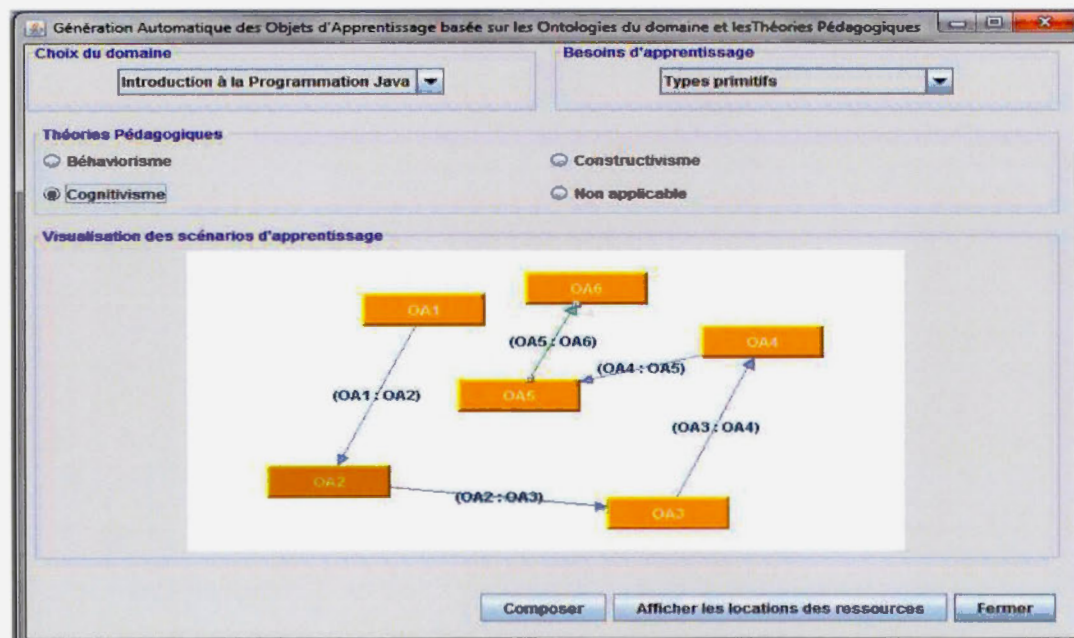 Génération Automatique des Objets d'Apprentissage basée sur les Ontologies du domaine et lesThéories Pédagogiques
Choix du domaine
Besoins d'apprentissage
Introduction à la Programmation Java
Types primitifs
Théories Pédagogiques
Béhaviorisme
Constructivisme
Cognitivisme
Non applicable
Visualisation des scénarios d'apprentissage
OA6
OA1
(OA5 : OA6)
OA4
(OA4 : OA5)
(OA1 : OA2)
OA5
(OA3 : OA4)
OA2
(OA2 : OA3)
OA3
Composer
Afficher les locations des ressources
Fermer